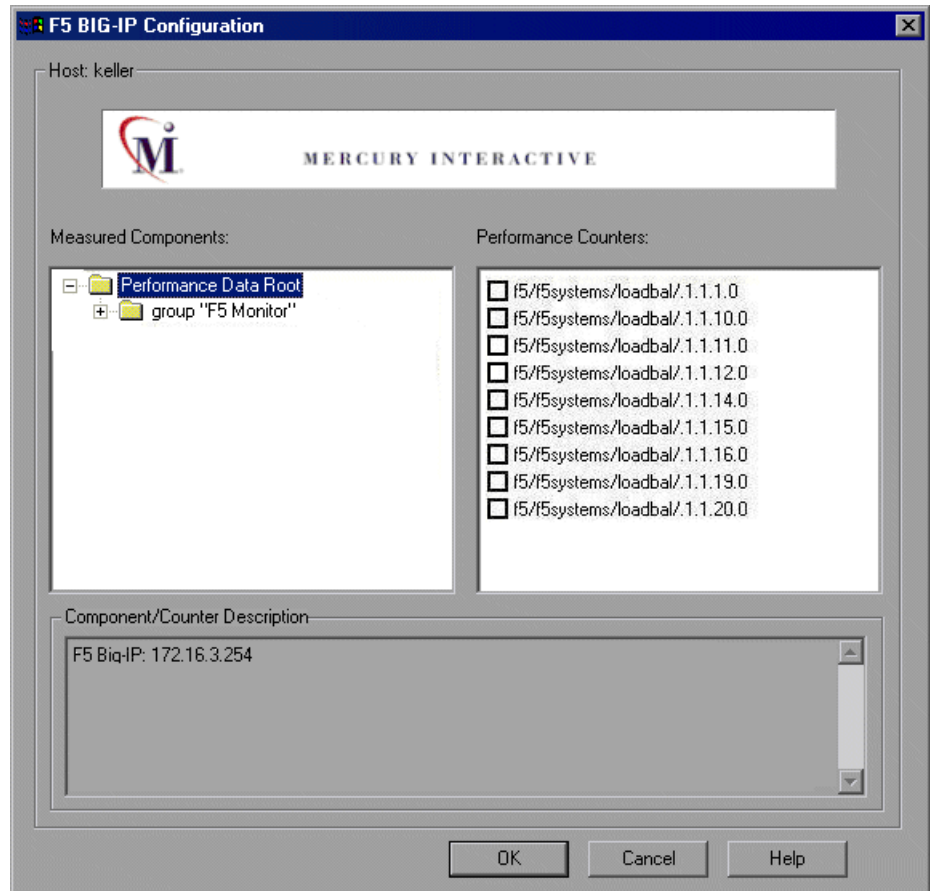 F5 BIG-IP Configuration
Host: keller
M
MERCURY INTERACTIVE
Measured Components:
Performance Counters:
Performance Data Root
group "F5 Monitor"
f5/f5systems/loadbal/.1.1.1.0
f5/f5systems/loadbal/.1.1.10.0
f5/f5systems/loadbal/.1.1.11.0
f5/f5systems/loadbal/.1.1.12.0
f5/f5systems/loadbal/.1.1.14.0
f5/f5systems/loadbal/.1.1.15.0
f5/f5systems/loadbal/.1.1.16.0
f5/f5systems/loadbal/.1.1.19.0
f5/f5systems/loadbal/.1.1.20.0
Component/Counter Description
F5 Big-IP: 172.16.3.254
OK
Cancel
Help